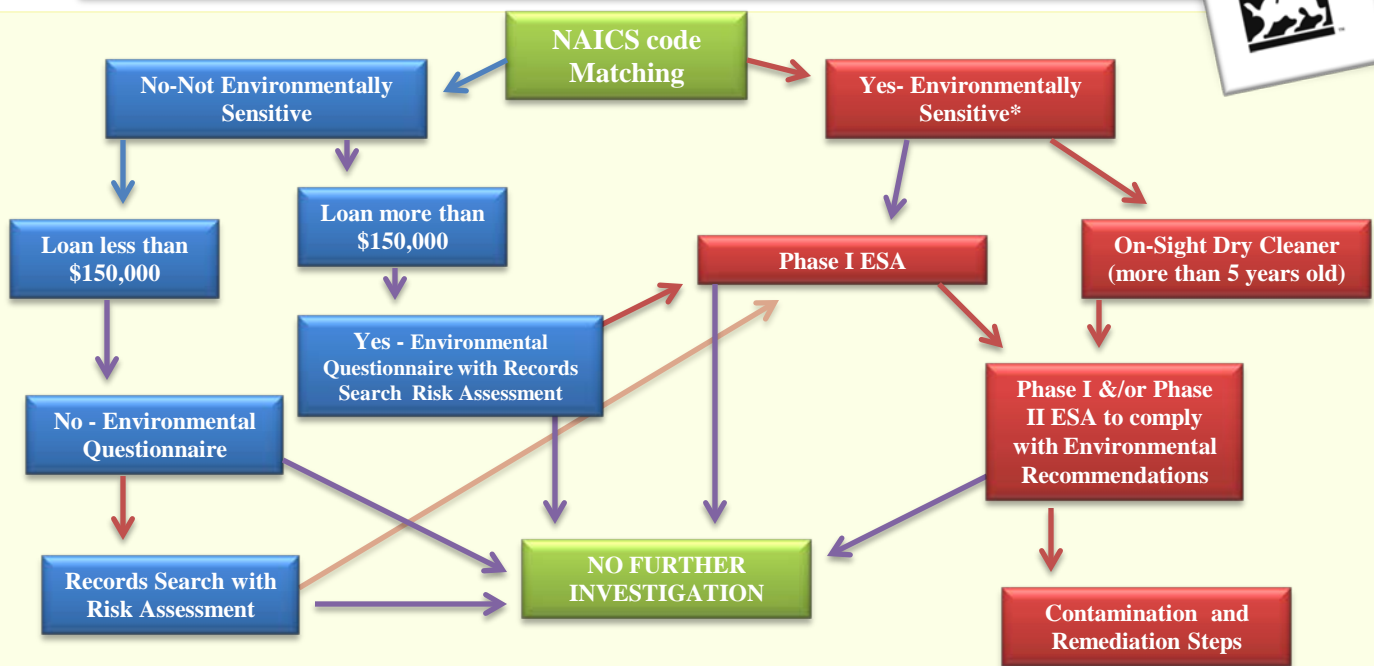 NAICS code
Matching
No-Not Environmentally
Sensitive
Yes- Environmentally
Sensitive*
Loan less than
$150,000
Loan more than
$150,000
Phase I ESA
On-Sight Dry Cleaner
(more than 5 years old)
Yes - Environmental
Questionnaire with Records
Search Risk Assessment
Phase I &/or Phase
II ESA to comply
with Environmental
Recommendations
No - Environmental
Questionnaire
Records Search with
Risk Assessment
NO FURTHER
INVESTIGATION
Contamination and
Remediation Steps